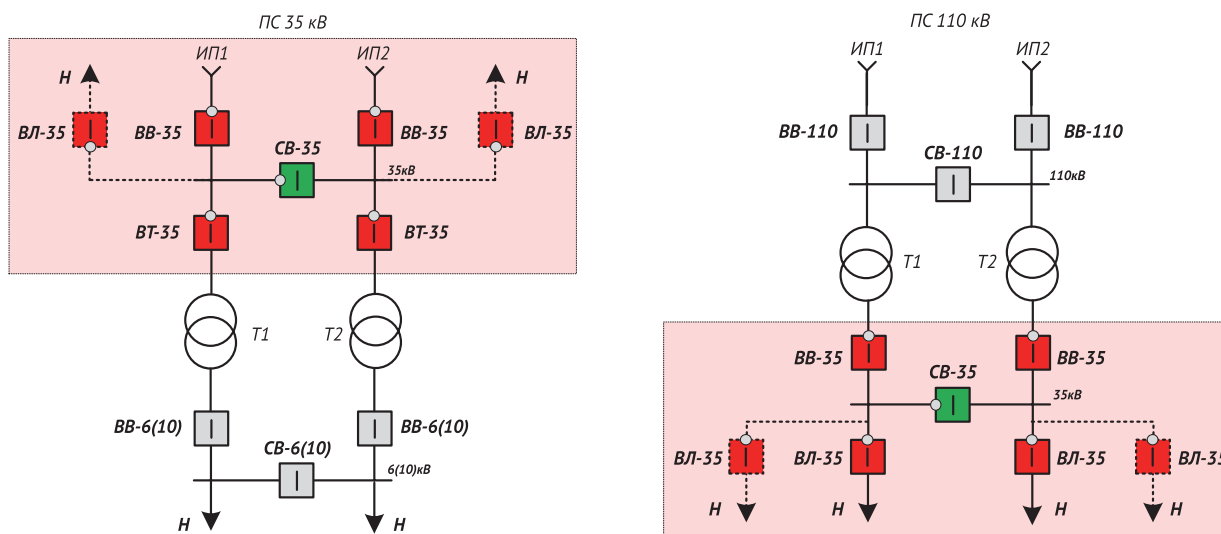 ПС 35 кВ
ПС 110 кВ
ИП1
ИП2
ИП1
ИП2
Н
Н
ВЛ-35
ВВ-35
ВВ-35
ВЛ-35
ВВ-110
ВВ-110
СВ-35
СВ-110
35кВ
110кВ
ВТ-35
ВТ-35
Т1
Т2
Т1
Т2
ВВ-35
ВВ-35
СВ-35
35кВ
ВВ-6(10)
ВВ-6(10)
СВ-6(10)
6(10)кВ
ВЛ-35
ВЛ-35
ВЛ-35
ВЛ-35
Н
Н
Н
Н
Н
Н